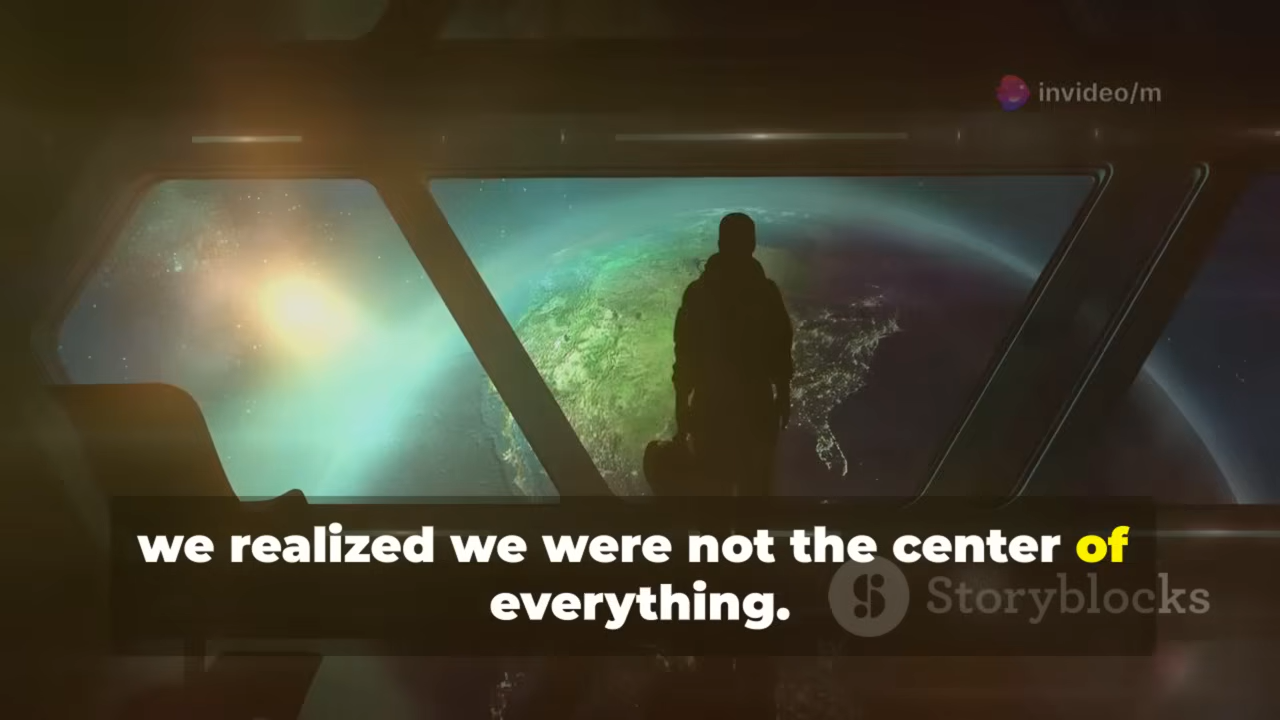 invideo/m
we realized we were not the center of
everything.
Storyblocks